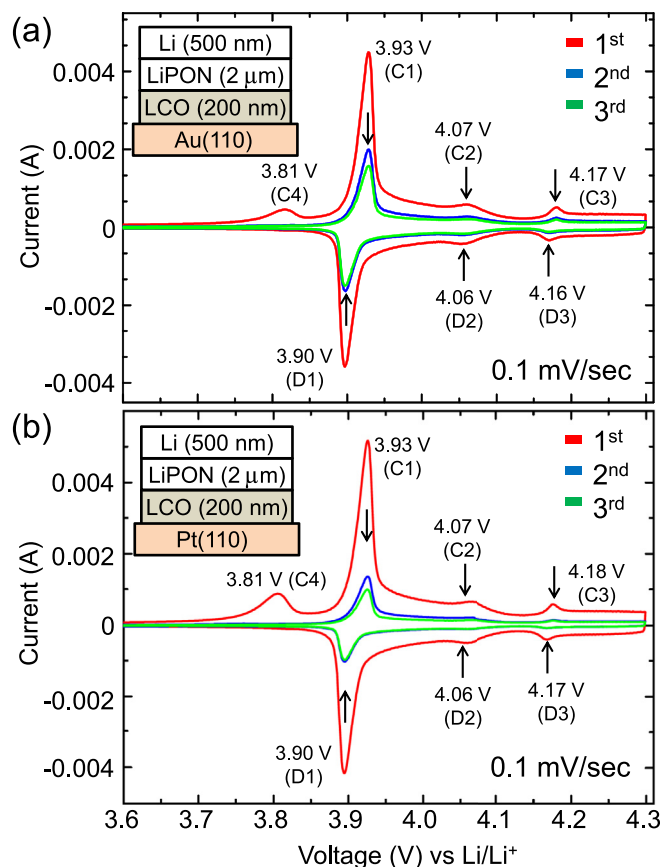 (a)
Li (500 nm)
LiPON (2 μm)
LCO (200 nm)
Au(110)
3.93 V
(C1)
1st
2nd
3rd
3.81 V
(C4)
4.07 V
(C2)
4.17 V
(C3)
3.90 V
(D1)
4.06 V
(D2)
4.16 V
(D3)
0.1 mV/sec
Current (A)
0.004
0.002
0
-0.002
-0.004
(b)
Li (500 nm)
LiPON (2 μm)
LCO (200 nm)
Pt(110)
3.93 V
(C1)
1st
2nd
3rd
3.81 V (C4)
4.07 V
(C2)
4.18 V
(C3)
3.90 V
(D1)
4.06 V
(D2)
4.17 V
(D3)
0.1 mV/sec
Current (A)
0.004
0.002
0
-0.002
-0.004
3.6 3.7 3.8 3.9 4.0 4.1 4.2 4.3
Voltage (V) vs Li/Li⁺